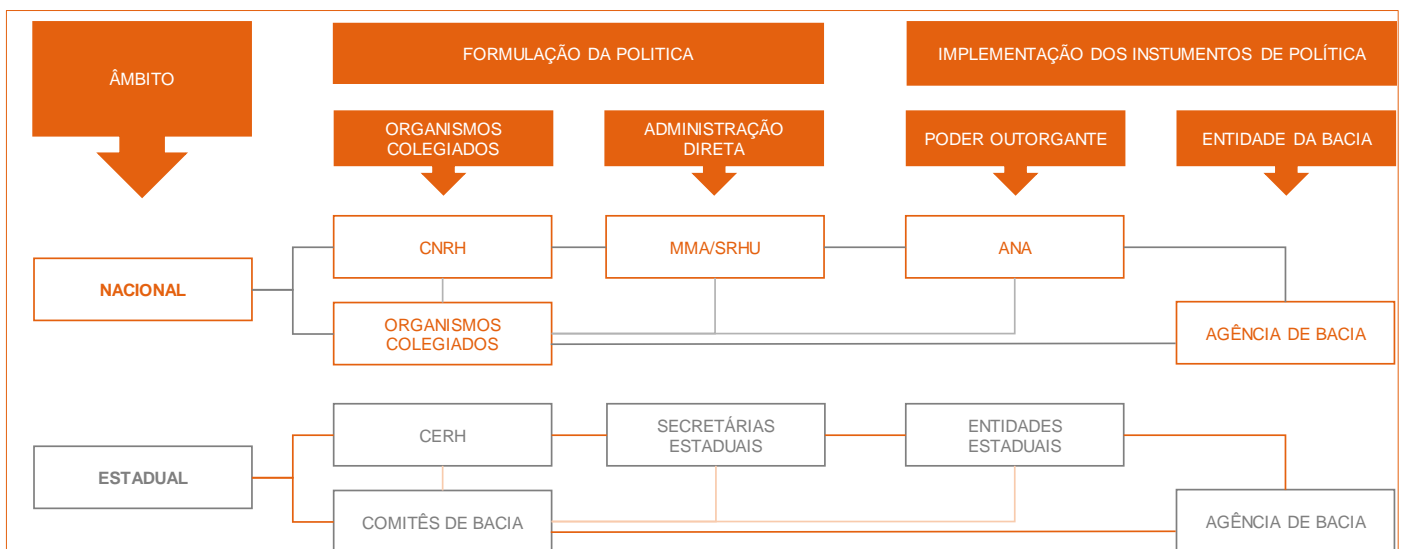 ÂMBITO
FORMULAÇÃO DA POLITICA
IMPLEMENTAÇÃO DOS INSTUMENTOS DE POLÍTICA
ORGANISMOS
COLEGIADOS
ADMINISTRAÇÃO
DIRETA
PODER OUTORGANTE
ENTIDADE DA BACIA
NACIONAL
CNRH
MMA/SRHU
ANA
ORGANISMOS
COLEGIADOS
AGÊNCIA DE BACIA
ESTADUAL
CERH
SECRETÁRIAS
ESTADUAIS
ENTIDADES
ESTADUAIS
COMITÊS DE BACIA
AGÊNCIA DE BACIA